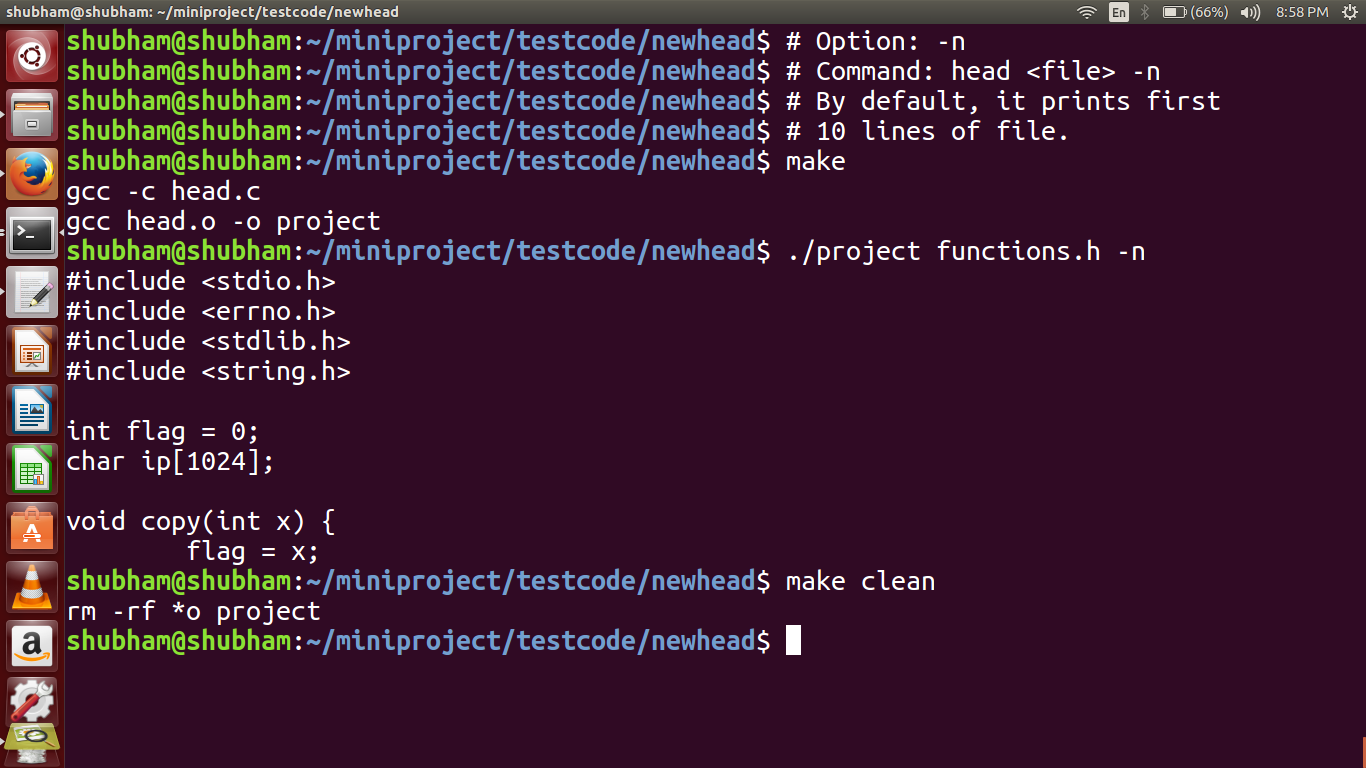 shubham@shubham: ~/miniproject/testcode/newhead
En
(66%)
8:58 PM
shubham@shubham:~/miniproject/testcode/newhead$ # Option: -n
shubham@shubham:~/miniproject/testcode/newhead$ # Command: head <file> -n
shubham@shubham:~/miniproject/testcode/newhead$ # By default, it prints first
shubham@shubham:~/miniproject/testcode/newhead$ # 10 lines of file.
shubham@shubham:~/miniproject/testcode/newhead$ make
gcc -c head.c
gcc head.o -o project
shubham@shubham:~/miniproject/testcode/newhead$ ./project functions.h -n
#include <stdio.h>
#include <errno.h>
#include <stdlib.h>
#include <string.h>

int flag = 0;
char ip[1024];

void copy(int x) {
        flag = x;
shubham@shubham:~/miniproject/testcode/newhead$ make clean
rm -rf *o project
shubham@shubham:~/miniproject/testcode/newhead$